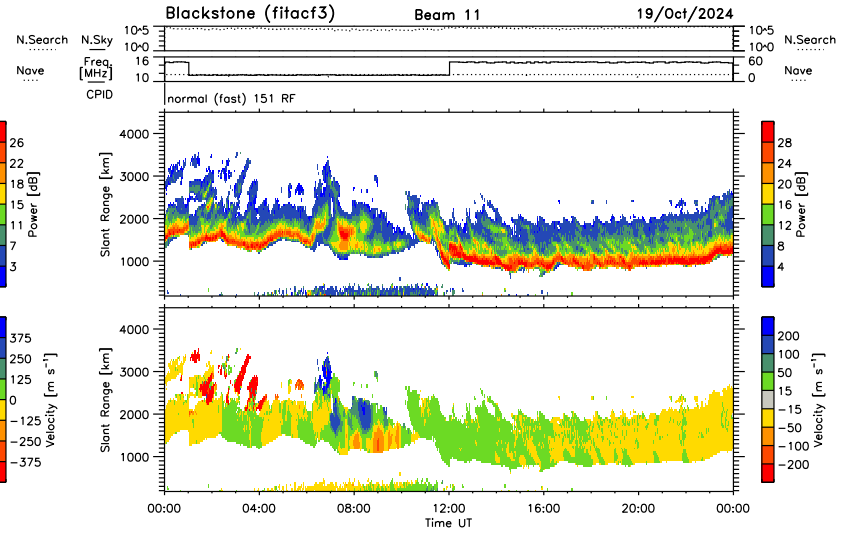 Blackstone (fitacf3) Beam 11 19/Oct/2024
N.Search N.Sky 10^5 10^5 N.Search
10^0 10^0
Nave Freq. [MHz] 16 60 Nave
10 0
CPID normal (fast) 151 RF
Power [dB] 26 22 18 15 11 7 3
Slant Range [km] 4000 3000 2000 1000
28 24 20 16 12 8 4 Power [dB]
Velocity [m s⁻¹] 375 250 125 0 −125 −250 −375
Slant Range [km] 4000 3000 2000 1000
200 100 50 15 −15 −50 −100 −200 Velocity [m s⁻¹]
00:00 04:00 08:00 12:00 16:00 20:00 00:00
Time UT